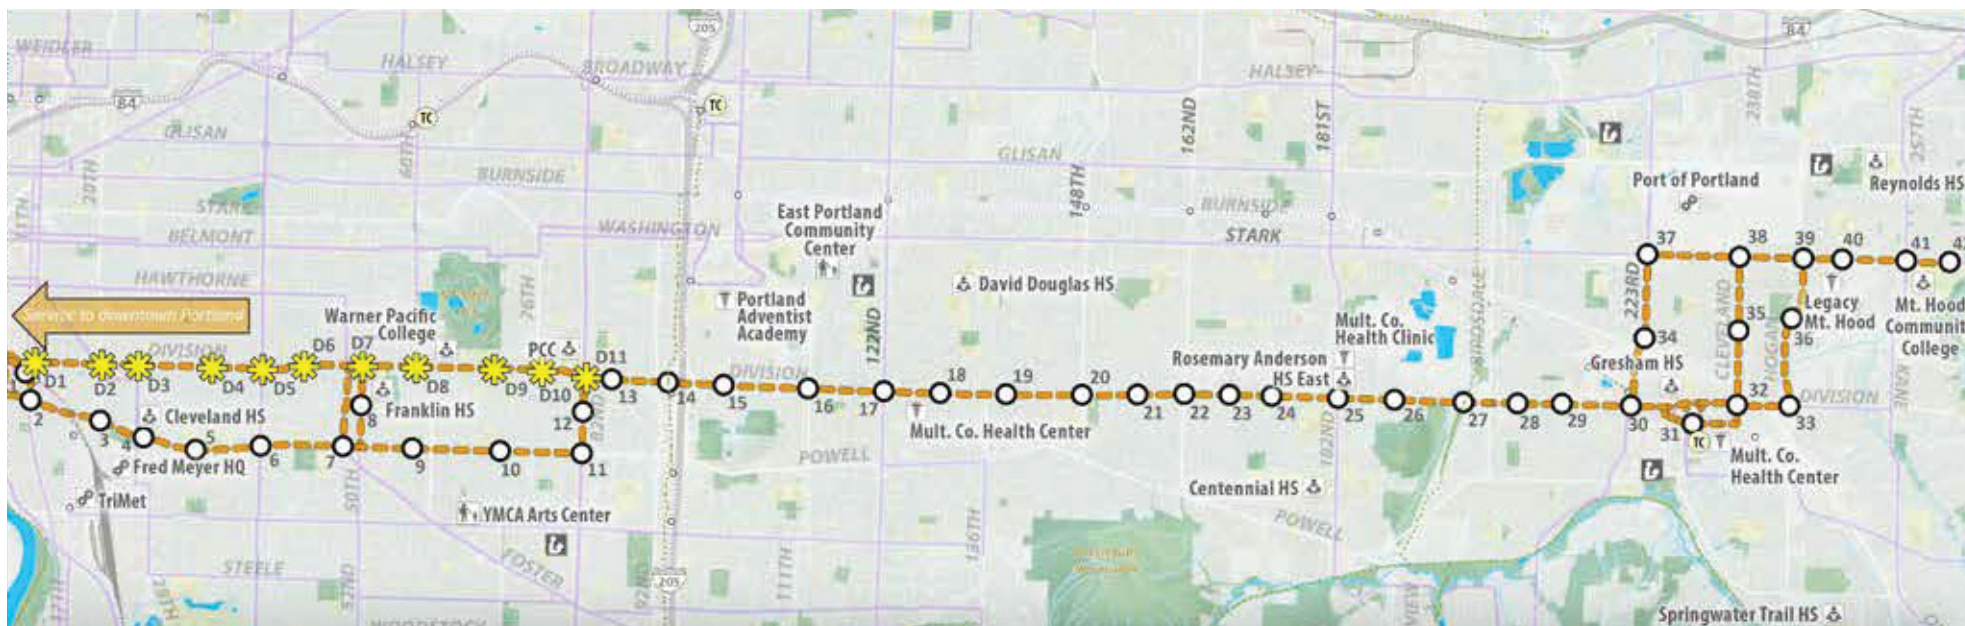 205
84
WEIDLER
HALSEY
BROADWAY
HALSEY
TC
TC
84
GLISAN
60TH
162ND
181ST
238TH
257TH
20TH
BURNSIDE
GLISAN
148TH
Port of Portland
Reynolds HS
STARK
11TH
BELMONT
WASHINGTON
East Portland
Community
Center
BURNSIDE
STARK
37
38
39
40
41
HAWTHORNE
26TH
David Douglas HS
BIRDSDALE
223RD
CLEVELAND
HOGAN
Service to downtown Portland
Warner Pacific
College
Portland
Adventist
Academy
122ND
Mult. Co.
Health Clinic
Legacy
Mt. Hood
Mt. Hood
Community
College
34
35
36
DIVISION
D6
D7
PCC
D11
DIVISION
Rosemary Anderson
HS East
Gresham HS
D1
D2
D3
D4
D5
D8
D9
D10
13
14
15
16
17
18
19
20
21
22
23
24
25
26
27
28
29
30
31
32
33
DIVISION
KANE
1
2
3
4
5
6
7
8
9
10
11
12
82ND
Cleveland HS
Franklin HS
Mult. Co. Health Center
182ND
TC
Mult. Co.
Health Center
Fred Meyer HQ
TriMet
50TH
POWELL
Centennial HS
YMCA Arts Center
136TH
POWELL
STEELE
52ND
FOSTER
92ND
205
111TH
17TH
28TH
WOODSTOCK
Springwater Trail HS